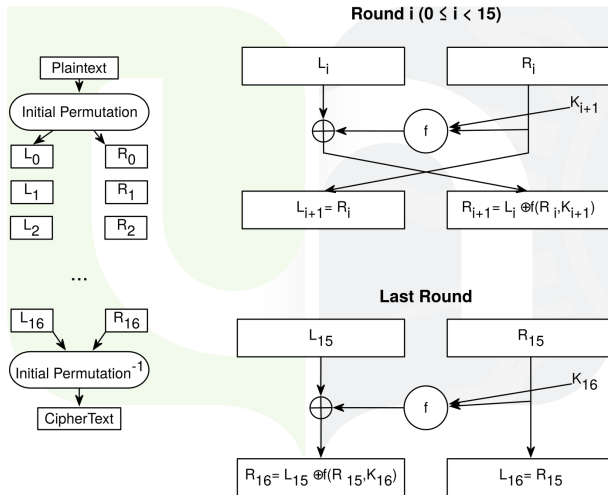 Round i (0 ≤ i < 15)
Plaintext
Initial Permutation
L0 R0
L1 R1
L2 R2
...
L16 R16
Initial Permutation-1
CipherText
Li Ri
f Ki+1
Li+1= Ri Ri+1= Li ⊕f(R i,Ki+1)
Last Round
L15 R15
f K16
R16= L15 ⊕f(R 15,K16) L16= R15